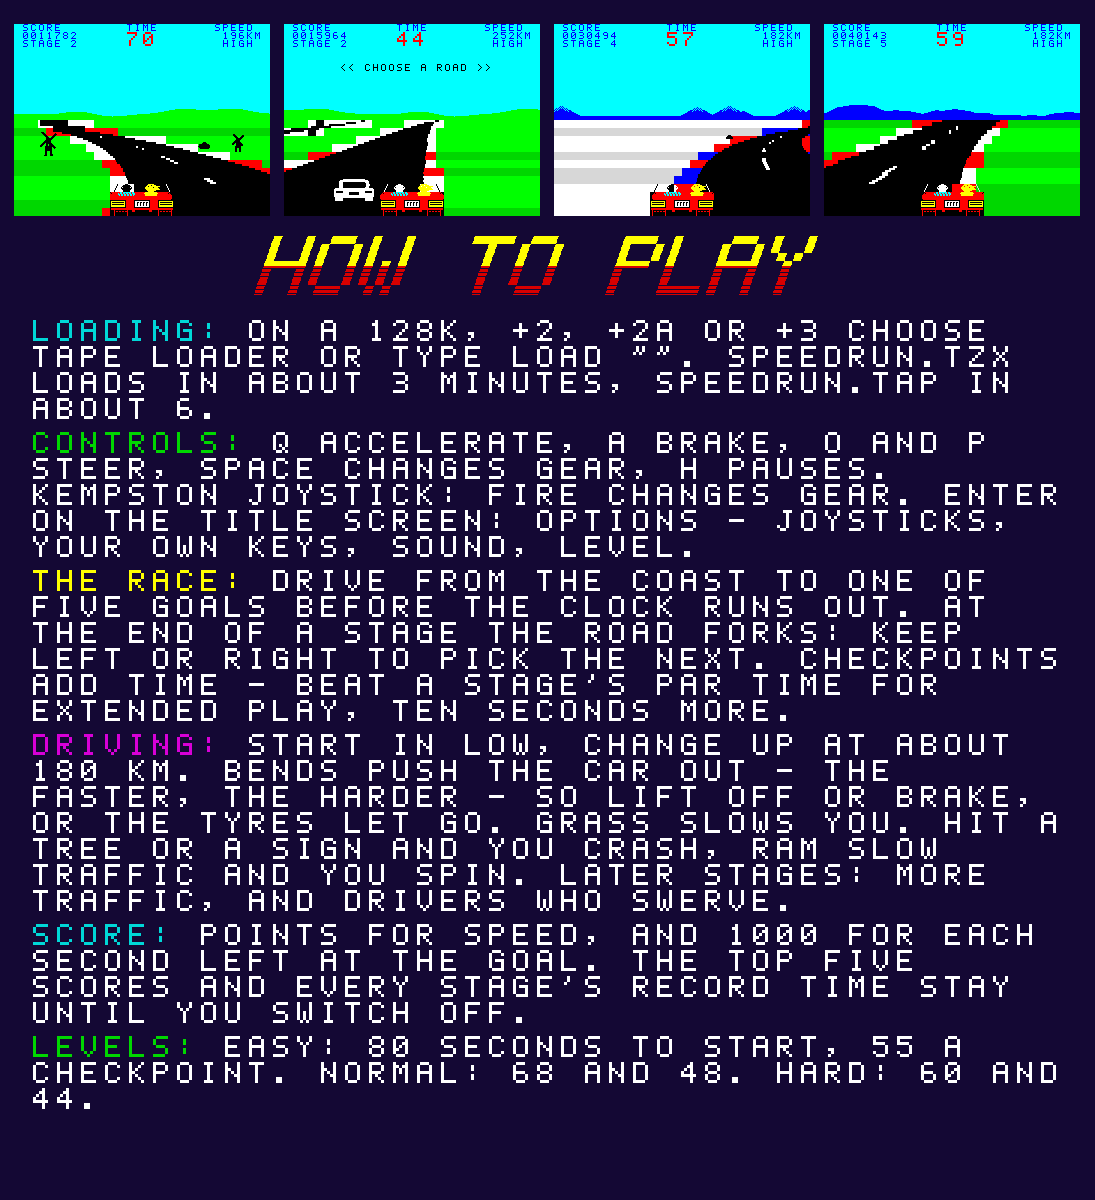 SCORE TIME SPEED
0011782 70 196KM
STAGE 2 HIGH
SCORE TIME SPEED
0015364 44 252KM
STAGE 2 HIGH
<< CHOOSE A ROAD >>
SCORE TIME SPEED
0030494 57 182KM
STAGE 4 HIGH
SCORE TIME SPEED
0040143 59 182KM
STAGE 5 HIGH
HOW TO PLAY
LOADING: ON A 128K, +2, +2A OR +3 CHOOSE
TAPE LOADER OR TYPE LOAD "". SPEEDRUN.TZX
LOADS IN ABOUT 3 MINUTES, SPEEDRUN.TAP IN
ABOUT 6.
CONTROLS: Q ACCELERATE, A BRAKE, O AND P
STEER, SPACE CHANGES GEAR, H PAUSES.
KEMPSTON JOYSTICK: FIRE CHANGES GEAR. ENTER
ON THE TITLE SCREEN: OPTIONS - JOYSTICKS,
YOUR OWN KEYS, SOUND, LEVEL.
THE RACE: DRIVE FROM THE COAST TO ONE OF
FIVE GOALS BEFORE THE CLOCK RUNS OUT. AT
THE END OF A STAGE THE ROAD FORKS: KEEP
LEFT OR RIGHT TO PICK THE NEXT. CHECKPOINTS
ADD TIME - BEAT A STAGE'S PAR TIME FOR
EXTENDED PLAY, TEN SECONDS MORE.
DRIVING: START IN LOW, CHANGE UP AT ABOUT
180 KM. BENDS PUSH THE CAR OUT - THE
FASTER, THE HARDER - SO LIFT OFF OR BRAKE,
OR THE TYRES LET GO. GRASS SLOWS YOU. HIT A
TREE OR A SIGN AND YOU CRASH, RAM SLOW
TRAFFIC AND YOU SPIN. LATER STAGES: MORE
TRAFFIC, AND DRIVERS WHO SWERVE.
SCORE: POINTS FOR SPEED, AND 1000 FOR EACH
SECOND LEFT AT THE GOAL. THE TOP FIVE
SCORES AND EVERY STAGE'S RECORD TIME STAY
UNTIL YOU SWITCH OFF.
LEVELS: EASY: 80 SECONDS TO START, 55 A
CHECKPOINT. NORMAL: 68 AND 48. HARD: 60 AND
44.